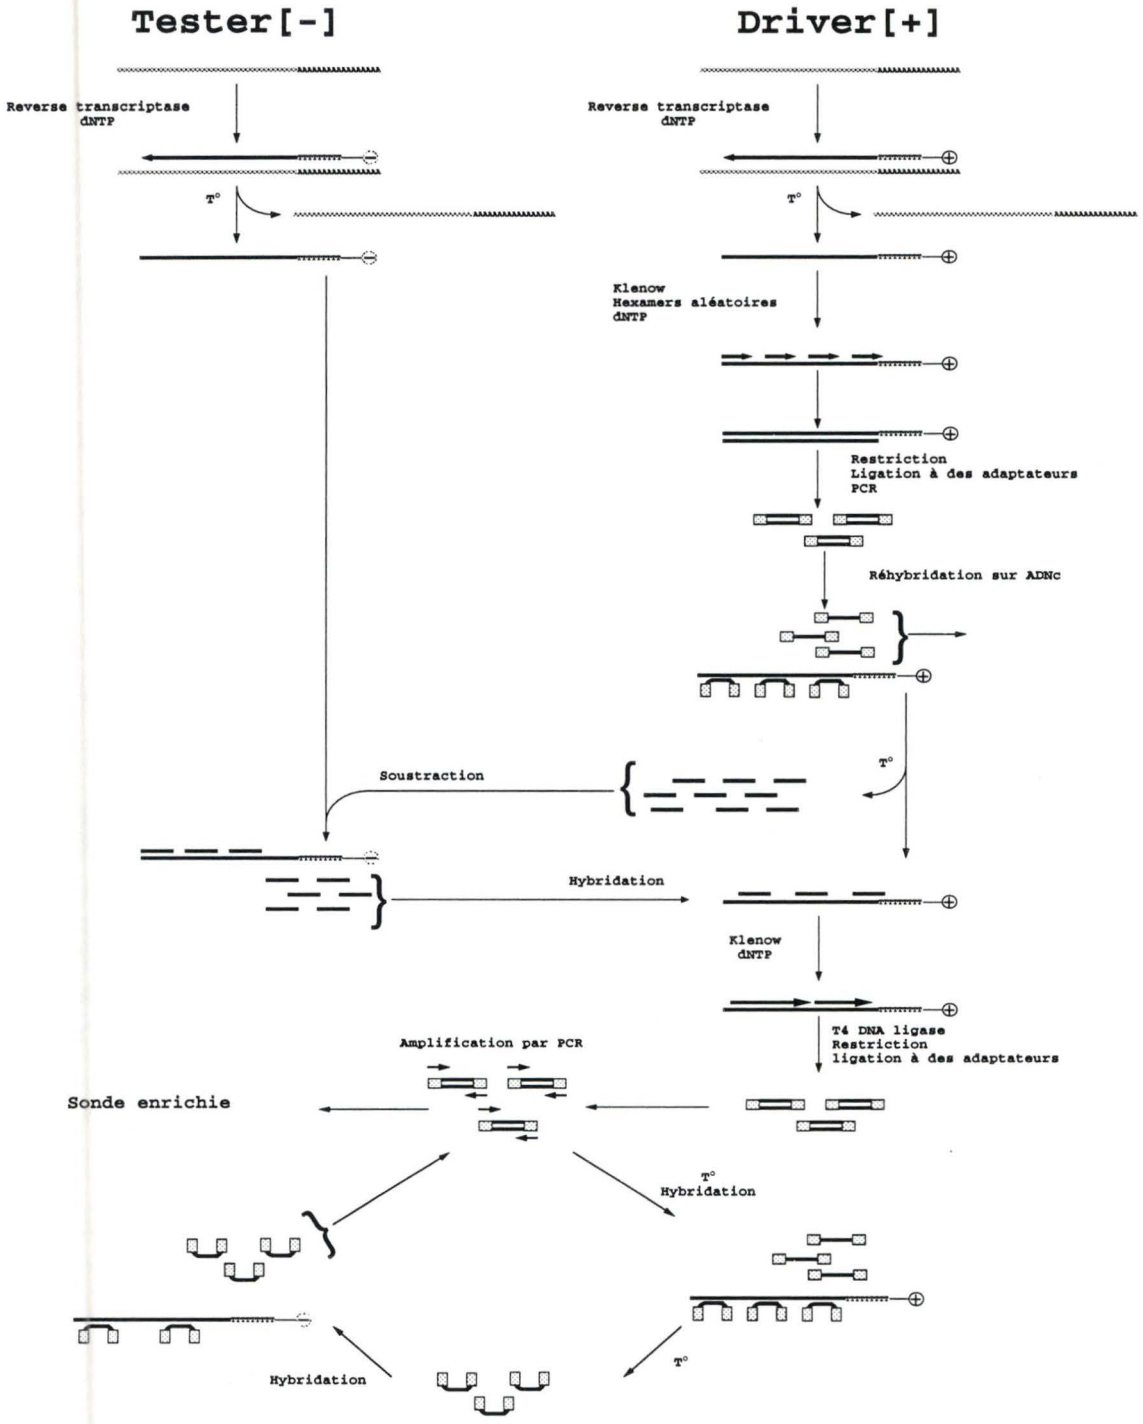 Tester[-]
Driver[+]
Reverse transcriptase
dNTP
Reverse transcriptase
dNTP
T°
T°
Klenow
Hexamers aléatoires
dNTP
Restriction
Ligation à des adaptateurs
PCR
Réhybridation sur ADNc
T°
Soustraction
Hybridation
Klenow
dNTP
T4 DNA ligase
Restriction
ligation à des adaptateurs
Amplification par PCR
Sonde enrichie
T°
Hybridation
T°
Hybridation